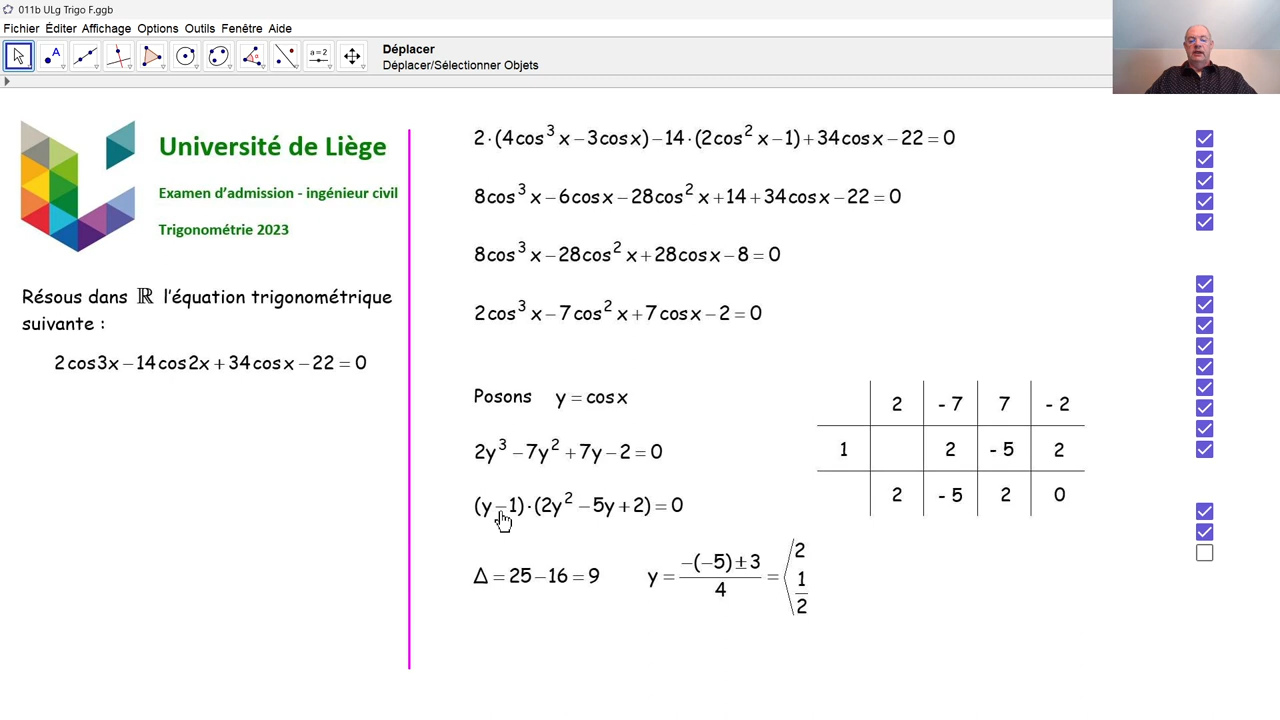 011b ULg Trigo F.ggb
Fichier Éditer Affichage Options Outils Fenêtre Aide
A
a=2
Déplacer
Déplacer/Sélectionner Objets
Université de Liège
Examen d'admission - ingénieur civil
Trigonométrie 2023
Résous dans ℝ l'équation trigonométrique
suivante :
2cos3x−14cos2x+34cosx−22=0
2·(4cos³x−3cosx)−14·(2cos²x−1)+34cosx−22=0
8cos³x−6cosx−28cos²x+14+34cosx−22=0
8cos³x−28cos²x+28cosx−8=0
2cos³x−7cos²x+7cosx−2=0
Posons y=cosx
2y³−7y²+7y−2=0
(y−1)·(2y²−5y+2)=0
Δ=25−16=9 y=(−(−5)±3)/4= 2 1/2
2 -7 7 -2
1 2 -5 2
2 -5 2 0